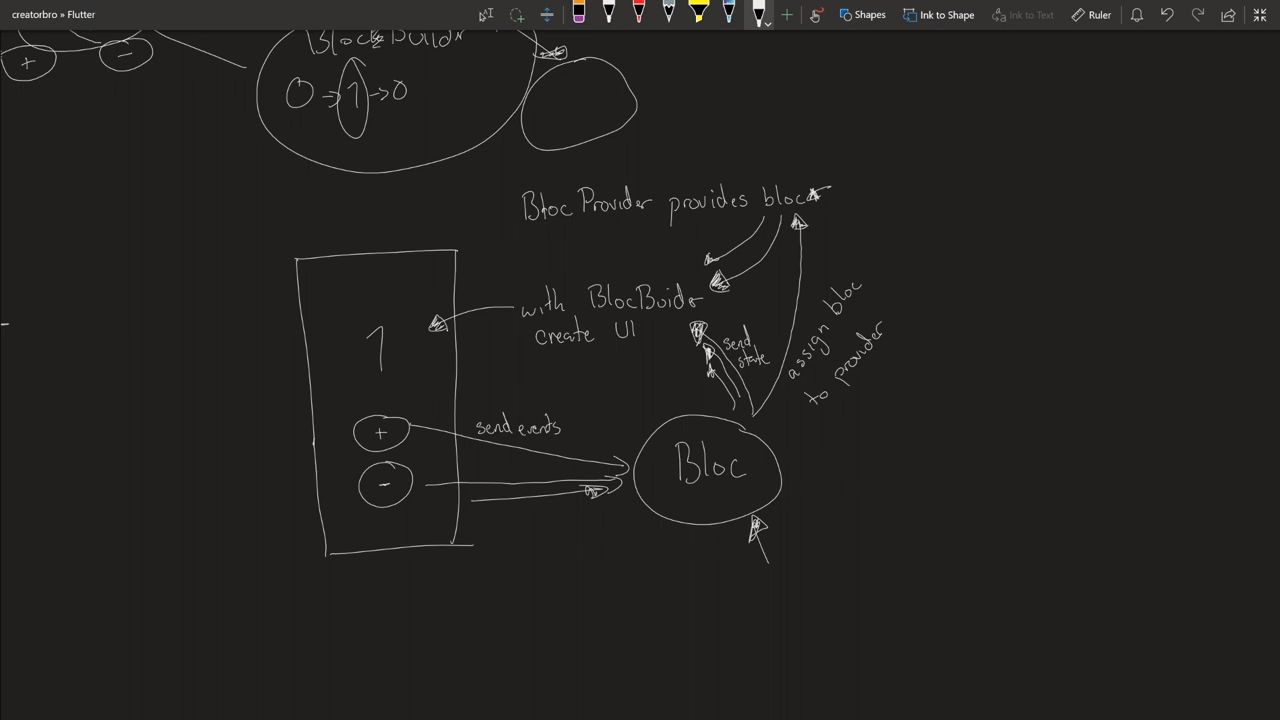 creatorbro » Flutter
Shapes
Ink to Shape
Ink to Text
Ruler
+
-
0 → 1 → 0
Bloc Provider provides bloc
with BlocBuider
create UI
1
send
state
assign bloc
to provider
+
send events
-
Bloc